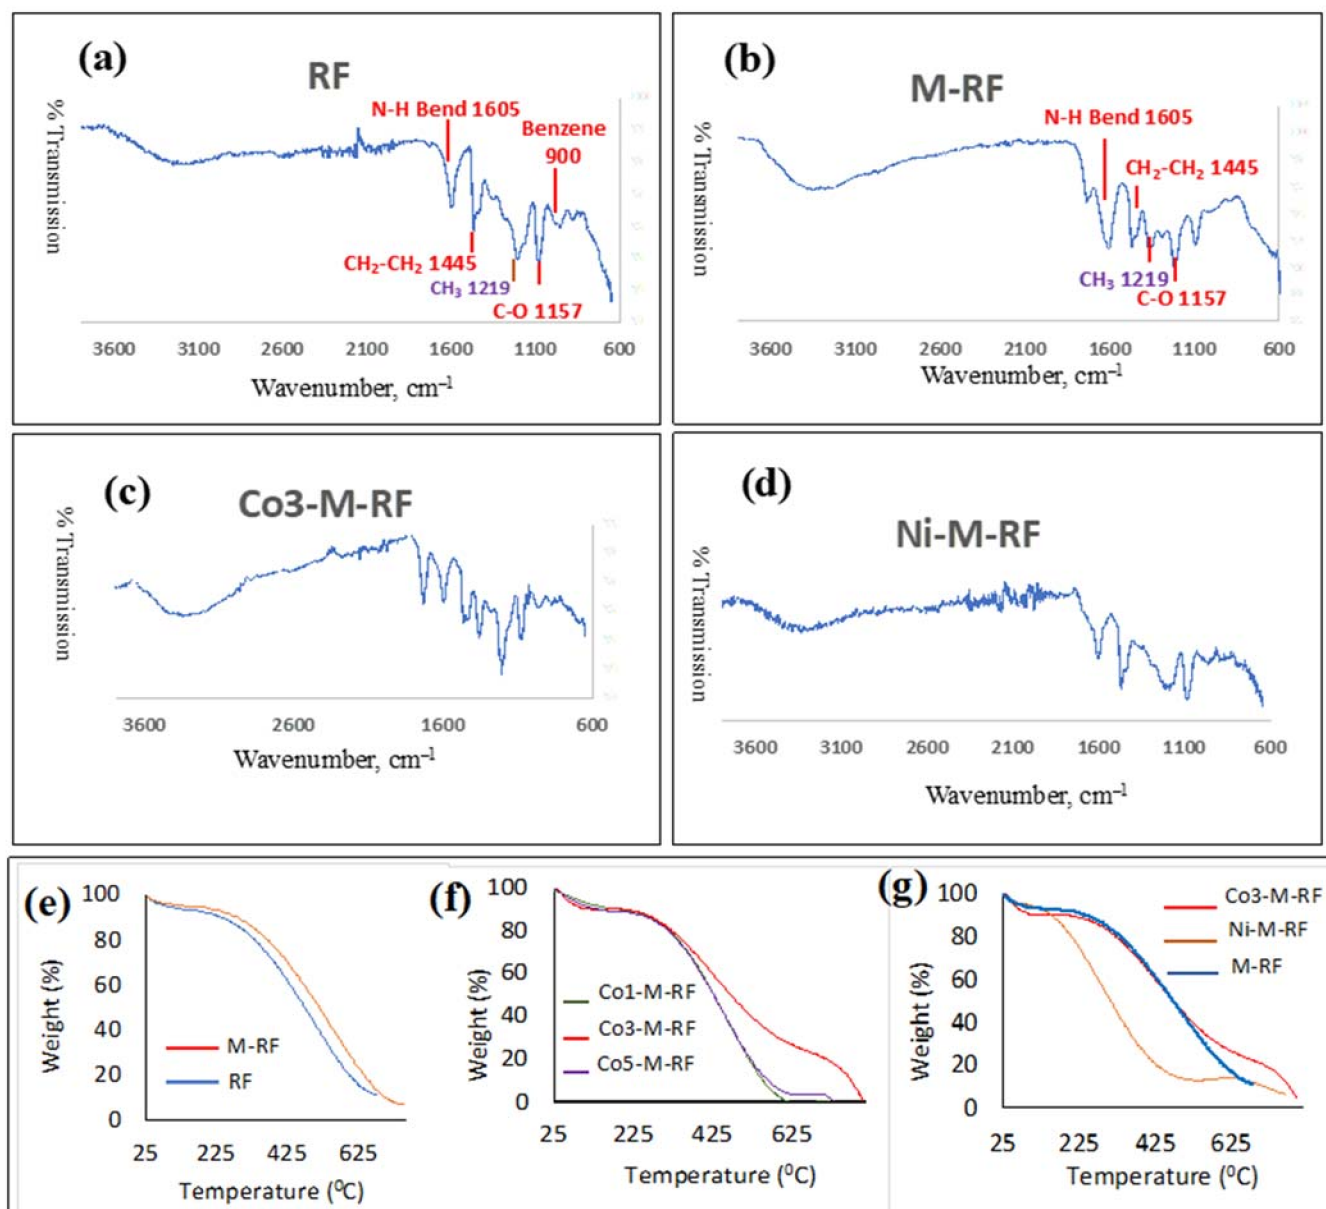 (a)
RF
% Transmission
N-H Bend 1605
Benzene
900
CH₂-CH₂ 1445
CH₃ 1219
C-O 1157
3600 3100 2600 2100 1600 1100 600
Wavenumber, cm⁻¹
(b)
M-RF
% Transmission
N-H Bend 1605
CH₂-CH₂ 1445
CH₃ 1219
C-O 1157
3600 3100 2600 2100 1600 1100 600
Wavenumber, cm⁻¹
(c)
Co3-M-RF
% Transmission
3600 2600 1600 600
Wavenumber, cm⁻¹
(d)
Ni-M-RF
% Transmission
3600 3100 2600 2100 1600 1100 600
Wavenumber, cm⁻¹
(e)
Weight (%)
100
80
60
40
20
0
M-RF
RF
25 225 425 625
Temperature (⁰C)
(f)
Weight (%)
100
80
60
40
20
0
Co1-M-RF
Co3-M-RF
Co5-M-RF
25 225 425 625
Temperature (⁰C)
(g)
Weight (%)
100
80
60
40
20
0
Co3-M-RF
Ni-M-RF
M-RF
25 225 425 625
Temperature (⁰C)